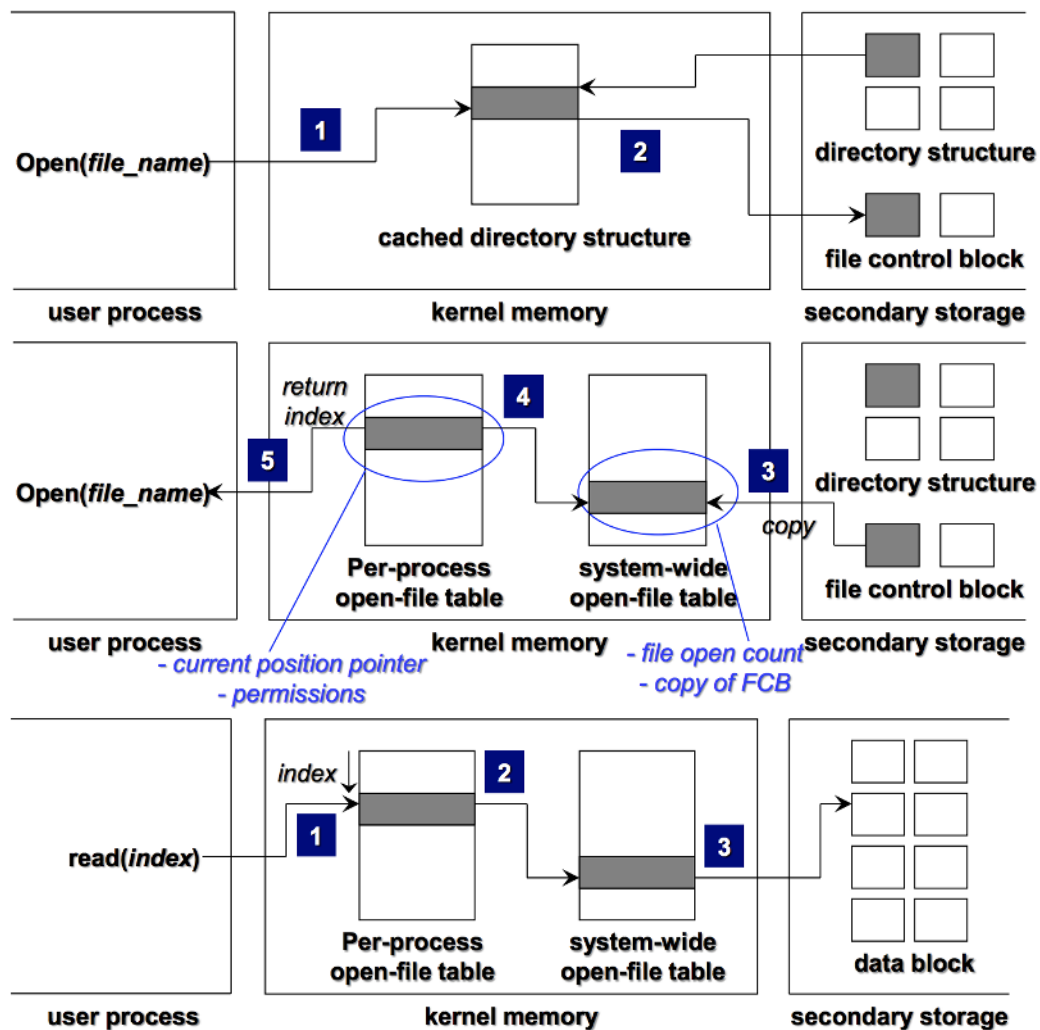 1
2
Open(file_name)
directory structure
cached directory structure
file control block
user process
kernel memory
secondary storage
return
index
4
5
3
Open(file_name)
copy
directory structure
Per-process
open-file table
system-wide
open-file table
file control block
user process
kernel memory
secondary storage
- current position pointer
- permissions
- file open count
- copy of FCB
index
2
1
3
read(index)
Per-process
open-file table
system-wide
open-file table
data block
user process
kernel memory
secondary storage